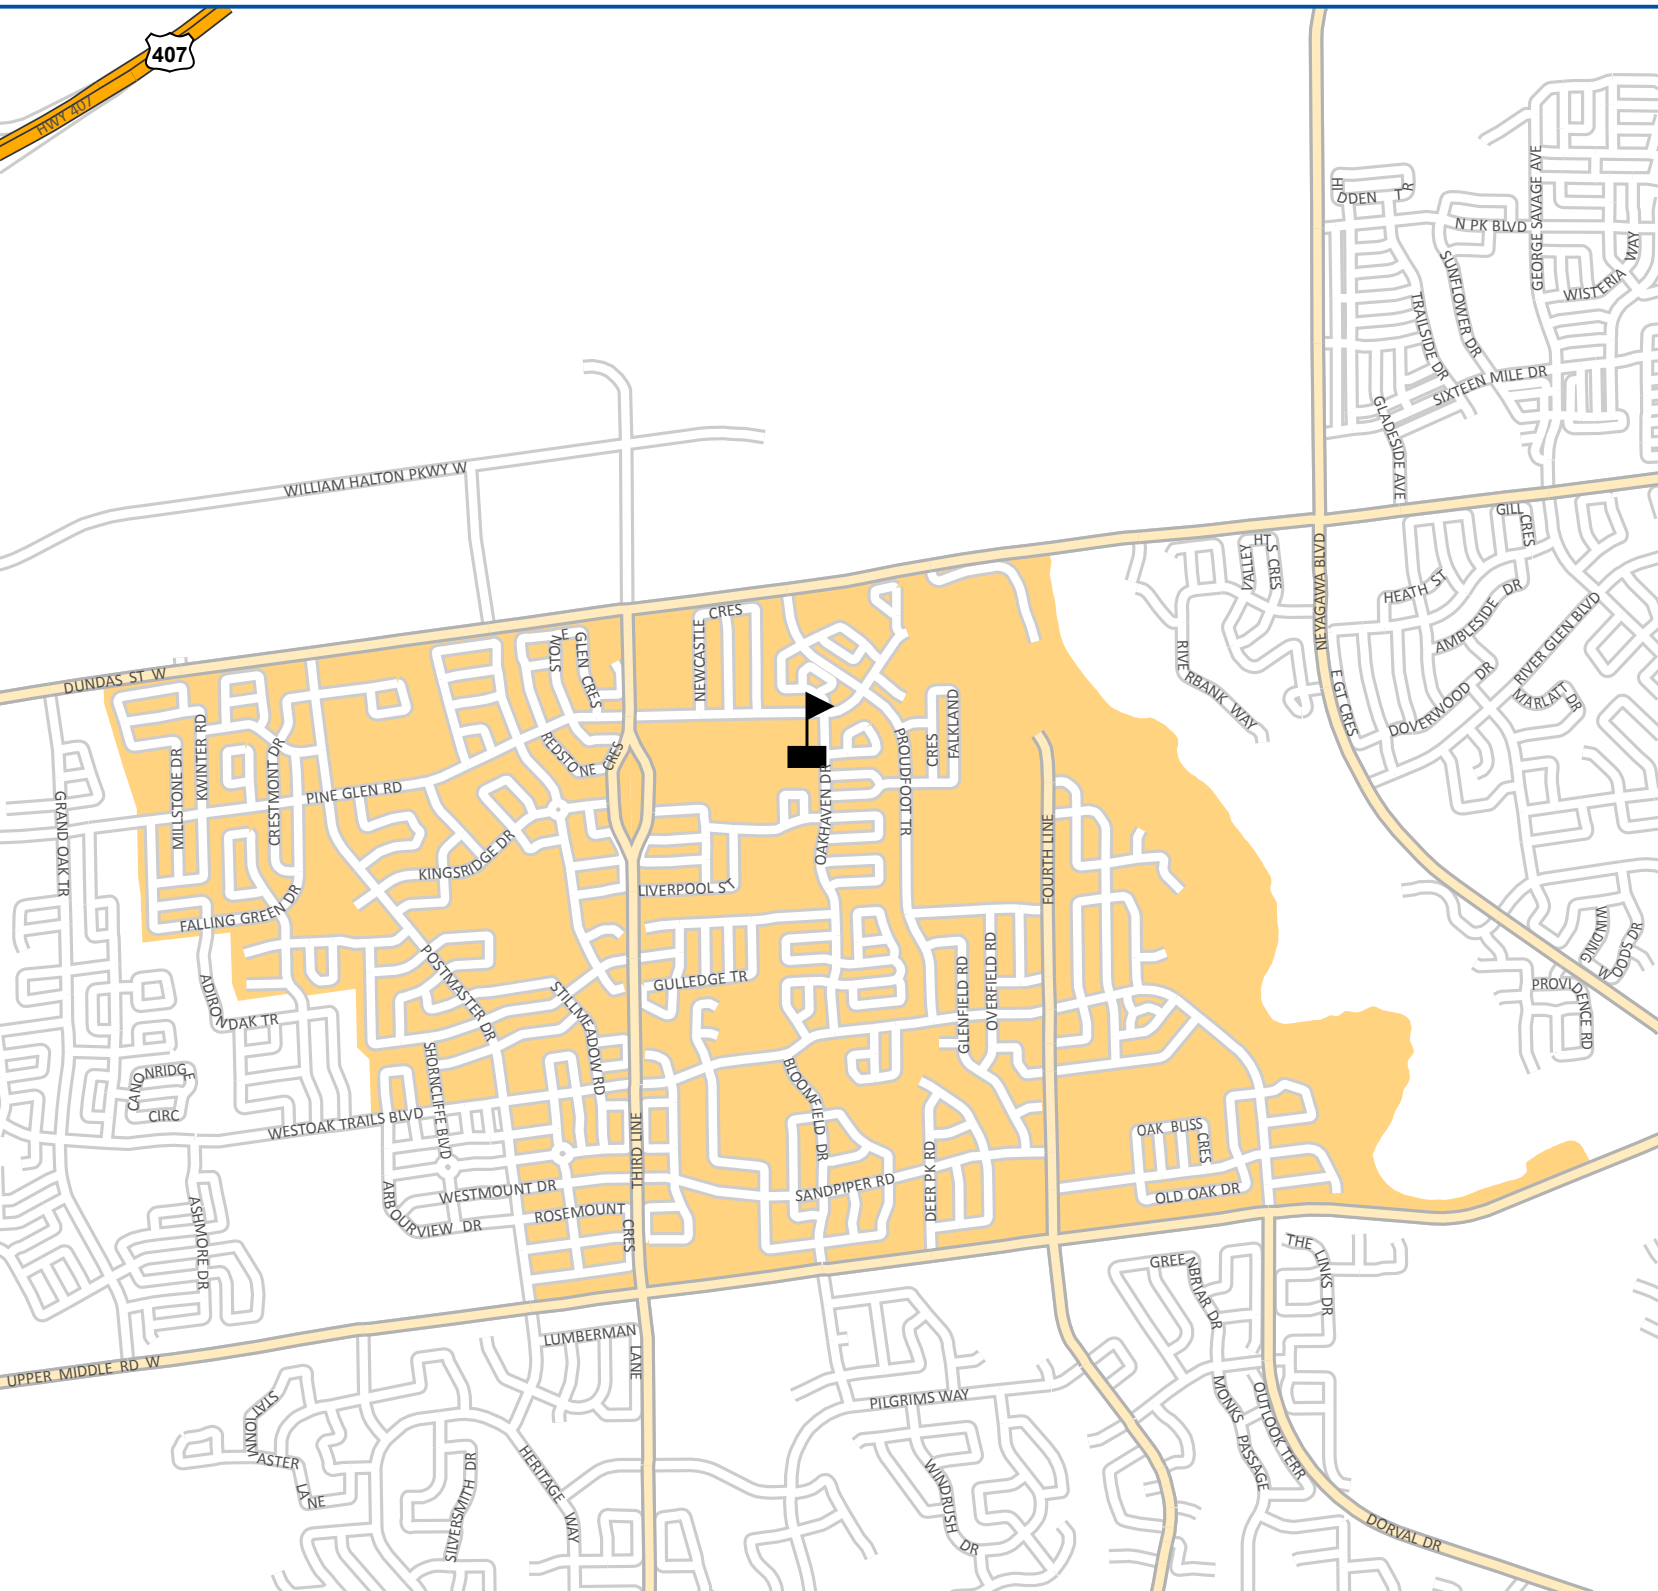 407
HWY 407
HIDDEN TR
N PK BLVD
GEORGE SAVAGE AVE
WISTERIA WAY
SUNFLOWER DR
TRAILSIDE DR
SIXTEEN MILE DR
GLADESIDE AVE
WILLIAM HALTON PKWY W
GILL CRES
VALLEY HTS CRES
NEYAGAWA BLVD
HEATH ST
AMBLESIDE DR
RIVER GLEN BLVD
RIVERBANK WAY
E GT CRES
DOVERWOOD DR
MARLATT DR
DUNDAS ST W
STONE
GLEN CRES
NEWCASTLE CRES
KWINTER RD
MILLSTONE DR
CRESTMONT DR
REDSTONE CRES
PROUDFOOT TR
CRES
FALKLAND
OAKHAVEN DR
PINE GLEN RD
GRAND OAK TR
KINGSRIDGE DR
FOURTH LINE
LIVERPOOL ST
FALLING GREEN DR
WINDING WOODS DR
PROVIDENCE RD
POSTMASTER DR
GULLEDGE TR
GLENFIELD RD
OVERFIELD RD
ADIRONDAK TR
STILLMEADOW RD
SHORNCLIFFE BLVD
CANONRIDGE CIRC
BLOOMFIELD DR
WESTOAK TRAILS BLVD
THIRD LINE
OAK BLISS CRES
DEER PK RD
SANDPIPER RD
WESTMOUNT DR
OLD OAK DR
ARBOURVIEW DR
ROSEMOUNT CRES
ASHMORE DR
THE LINKS DR
GREENBRIAR DR
LUMBERMAN LANE
UPPER MIDDLE RD W
PILGRIMS WAY
MONKS PASSAGE
OUTLOOK TERR
STATIONMASTER LANE
SILVERSMITH DR
HERITAGE WAY
WINDRUSH DR
DORVAL DR